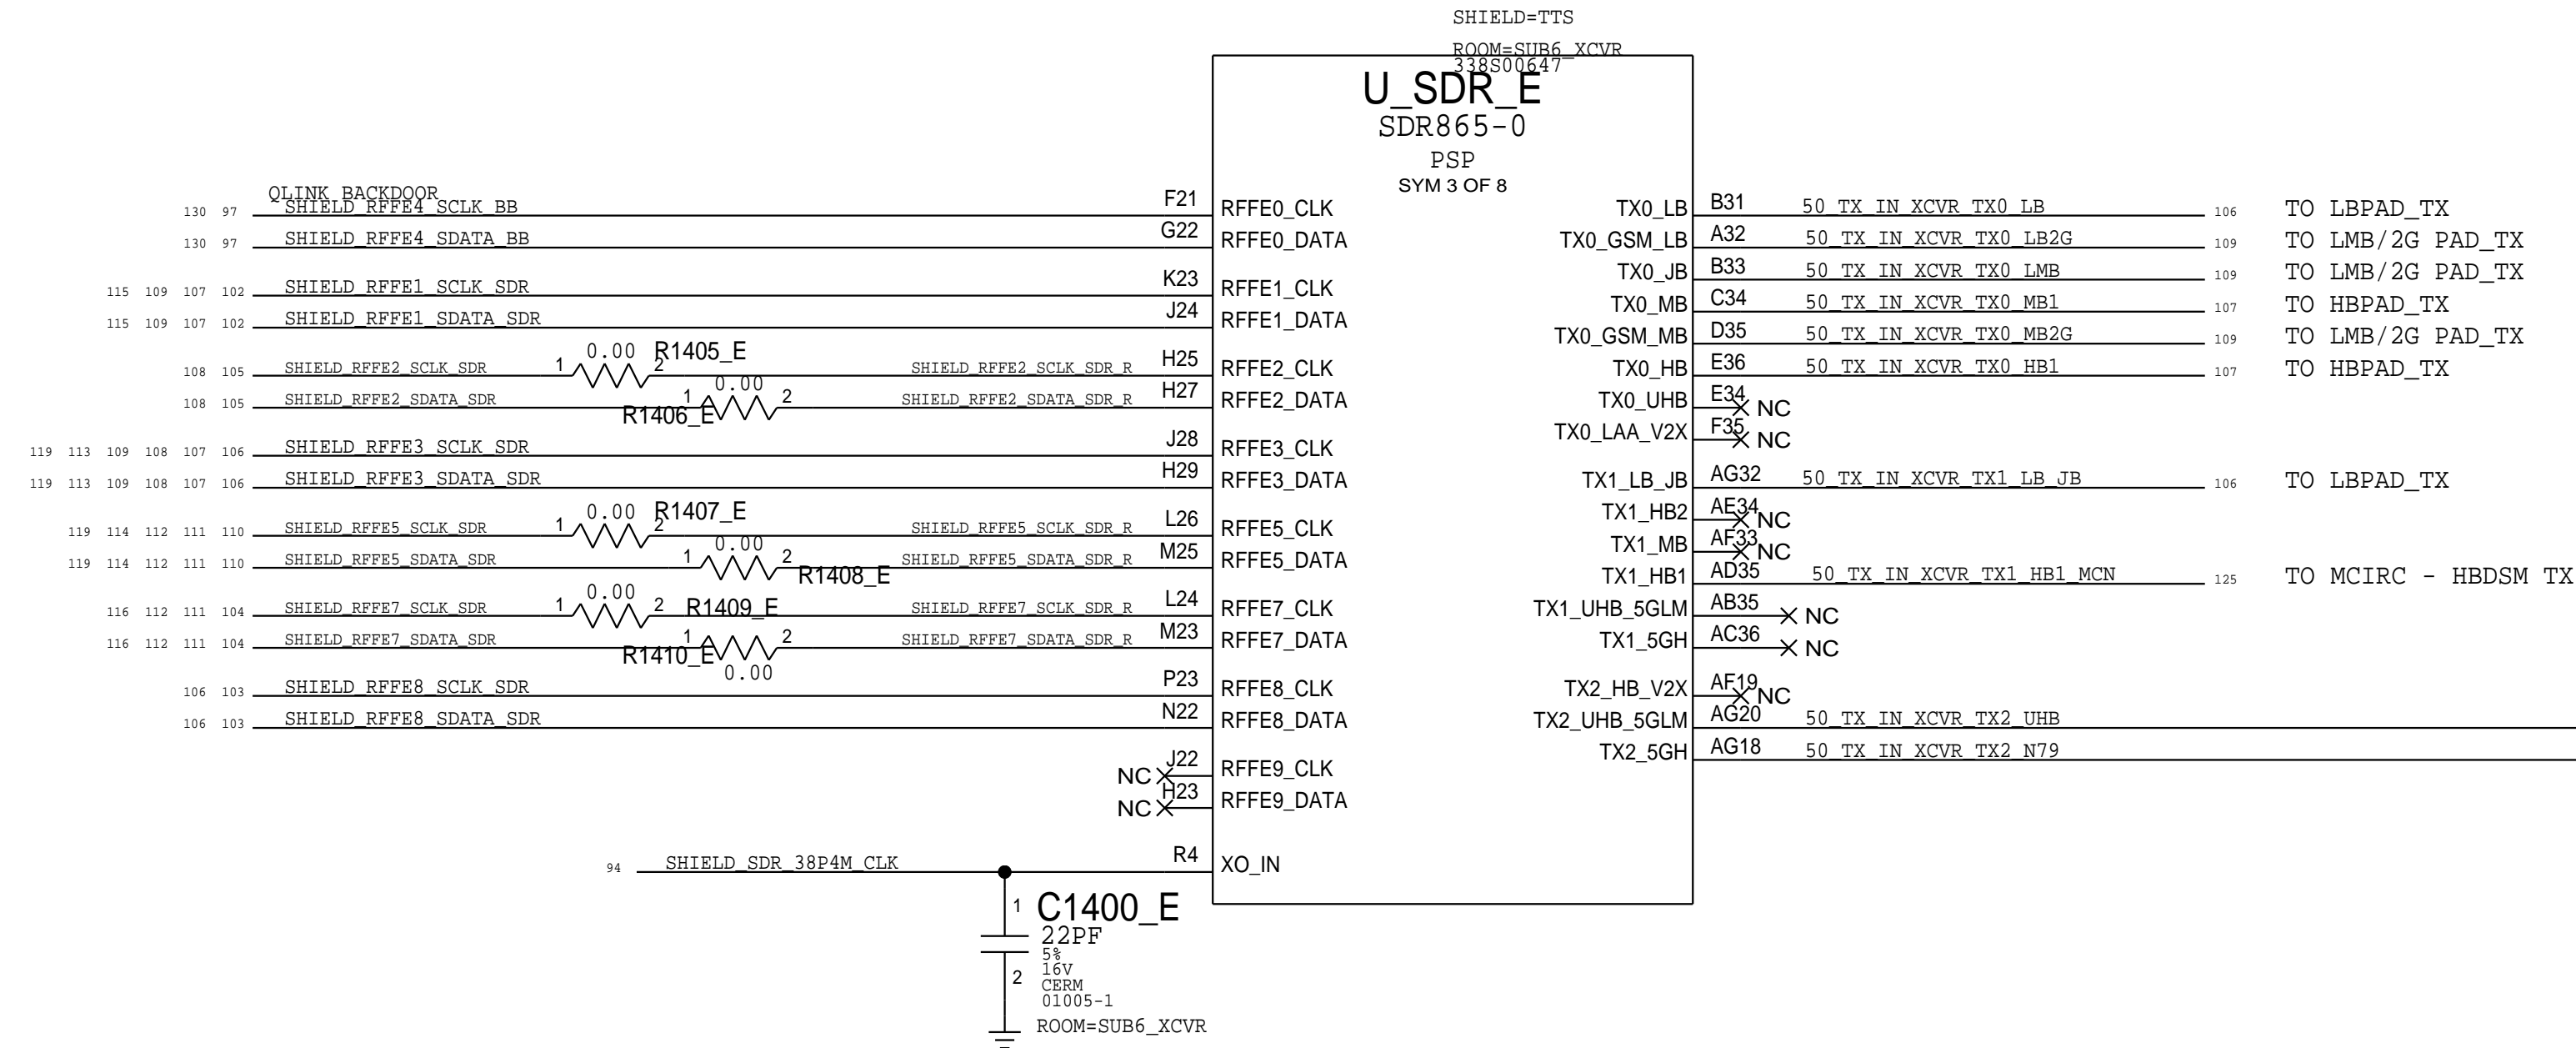 SHIELD=TTS
ROOM=SUB6_XCVR
338S00647
U_SDR_E
SDR865-0
PSP
SYM 3 OF 8
QLINK BACKDOOR
130 97 SHIELD_RFFE4_SCLK_BB F21 RFFE0_CLK TX0_LB B31 50_TX_IN_XCVR_TX0_LB 106 TO LBPAD_TX
130 97 SHIELD_RFFE4_SDATA_BB G22 RFFE0_DATA TX0_GSM_LB A32 50_TX_IN_XCVR_TX0_LB2G 109 TO LMB/2G PAD_TX
TX0_JB B33 50_TX_IN_XCVR_TX0_LMB 109 TO LMB/2G PAD_TX
115 109 107 102 SHIELD_RFFE1_SCLK_SDR K23 RFFE1_CLK
TX0_MB C34 50_TX_IN_XCVR_TX0_MB1 107 TO HBPAD_TX
115 109 107 102 SHIELD_RFFE1_SDATA_SDR J24 RFFE1_DATA
TX0_GSM_MB D35 50_TX_IN_XCVR_TX0_MB2G 109 TO LMB/2G PAD_TX
0.00 R1405_E
108 105 SHIELD_RFFE2_SCLK_SDR 1 2 SHIELD_RFFE2_SCLK_SDR_R H25 RFFE2_CLK TX0_HB E36 50_TX_IN_XCVR_TX0_HB1 107 TO HBPAD_TX
0.00
108 105 SHIELD_RFFE2_SDATA_SDR 1 2 SHIELD_RFFE2_SDATA_SDR_R H27 RFFE2_DATA TX0_UHB E34 NC
R1406_E
TX0_LAA_V2X F35 NC
119 113 109 108 107 106 SHIELD_RFFE3_SCLK_SDR J28 RFFE3_CLK
119 113 109 108 107 106 SHIELD_RFFE3_SDATA_SDR H29 RFFE3_DATA TX1_LB_JB AG32 50_TX_IN_XCVR_TX1_LB_JB 106 TO LBPAD_TX
0.00 R1407_E
TX1_HB2 AE34 NC
119 114 112 111 110 SHIELD_RFFE5_SCLK_SDR 1 2 SHIELD_RFFE5_SCLK_SDR_R L26 RFFE5_CLK
0.00
TX1_MB AF33 NC
119 114 112 111 110 SHIELD_RFFE5_SDATA_SDR 1 2 SHIELD_RFFE5_SDATA_SDR_R M25 RFFE5_DATA
R1408_E
TX1_HB1 AD35 50_TX_IN_XCVR_TX1_HB1_MCN 125 TO MCIRC - HBDSM TX
0.00
116 112 111 104 SHIELD_RFFE7_SCLK_SDR 1 2 R1409_E SHIELD_RFFE7_SCLK_SDR_R L24 RFFE7_CLK TX1_UHB_5GLM AB35 NC
116 112 111 104 SHIELD_RFFE7_SDATA_SDR 1 2 SHIELD_RFFE7_SDATA_SDR_R M23 RFFE7_DATA TX1_5GH AC36 NC
R1410_E
0.00
106 103 SHIELD_RFFE8_SCLK_SDR P23 RFFE8_CLK TX2_HB_V2X AF19 NC
106 103 SHIELD_RFFE8_SDATA_SDR N22 RFFE8_DATA TX2_UHB_5GLM AG20 50_TX_IN_XCVR_TX2_UHB
TX2_5GH AG18 50_TX_IN_XCVR_TX2_N79
NC J22 RFFE9_CLK
NC H23 RFFE9_DATA
94 SHIELD_SDR_38P4M_CLK R4 XO_IN
1 C1400_E
22PF
5%
16V
2 CERM
01005-1
ROOM=SUB6_XCVR